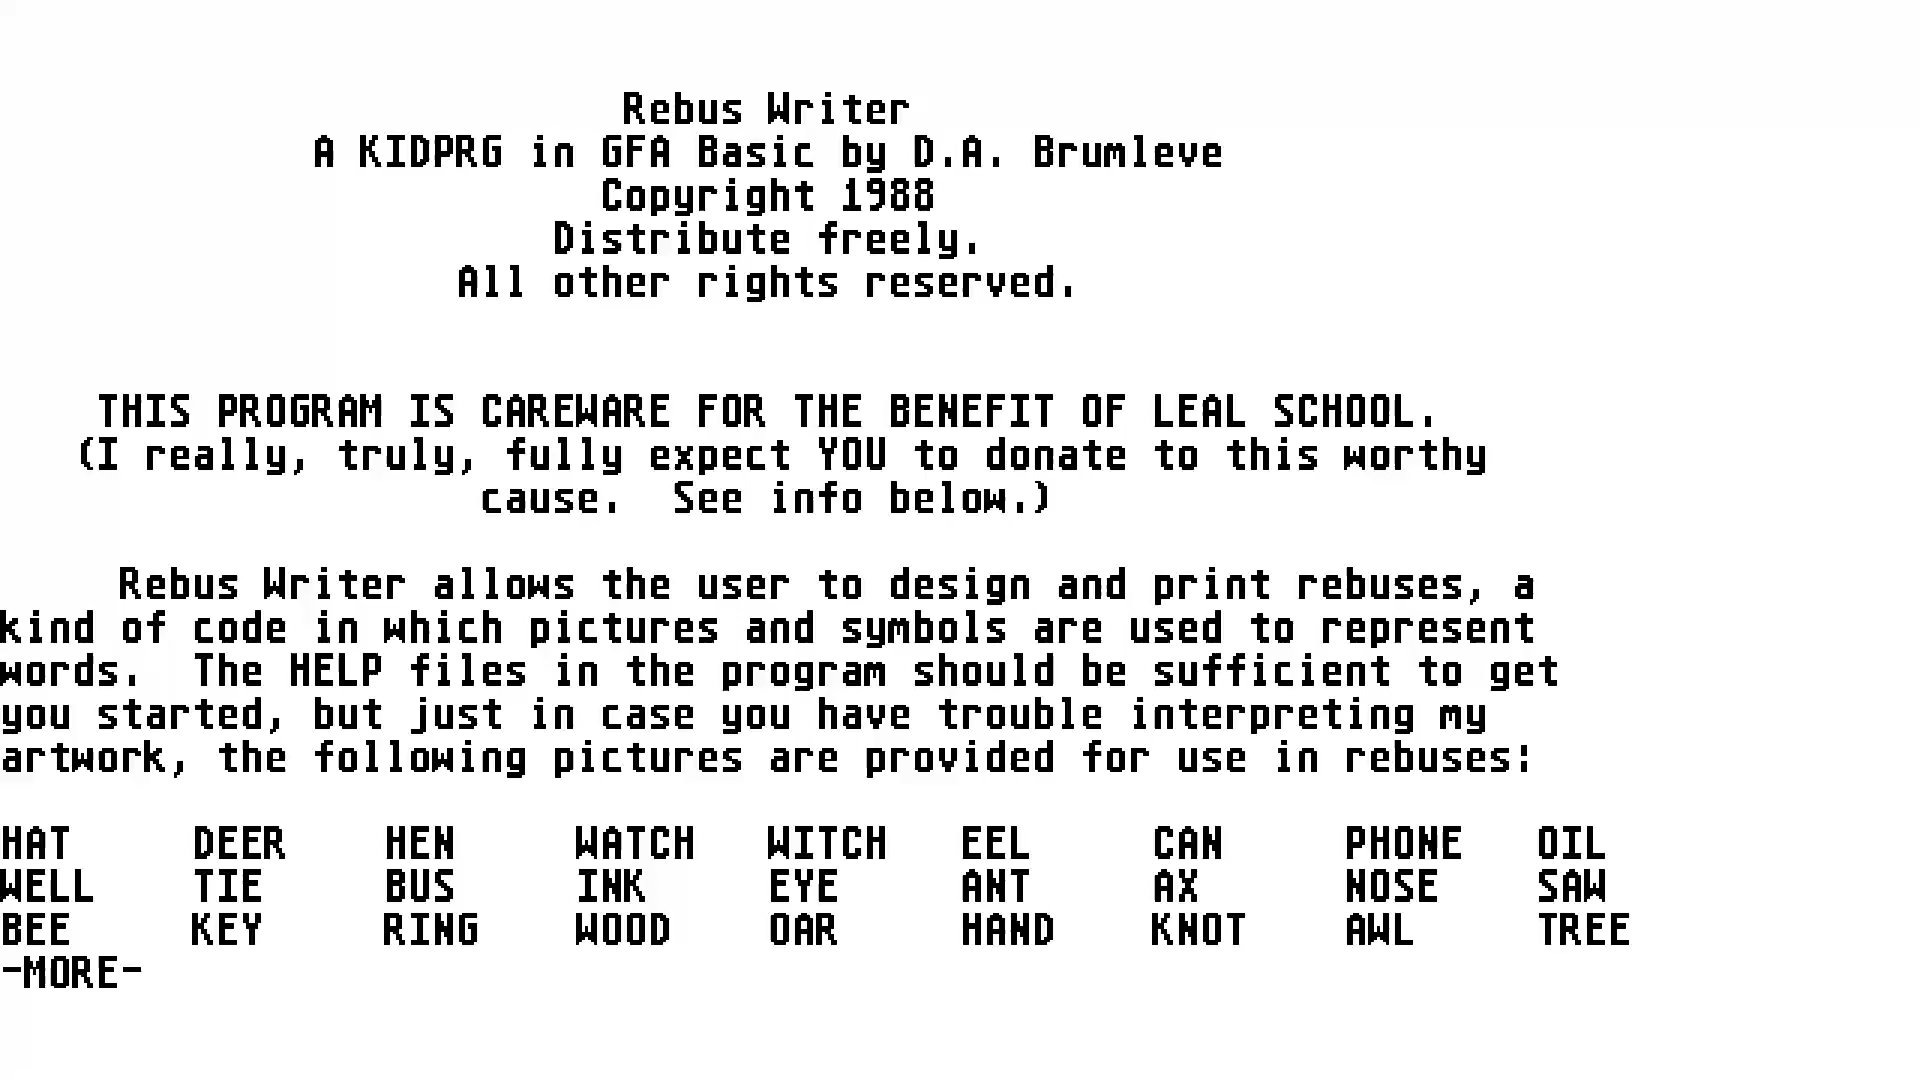 Rebus Writer
A KIDPRG in GFA Basic by D.A. Brumleve
Copyright 1988
Distribute freely.
All other rights reserved.
THIS PROGRAM IS CAREWARE FOR THE BENEFIT OF LEAL SCHOOL.
(I really, truly, fully expect YOU to donate to this worthy
cause.  See info below.)
Rebus Writer allows the user to design and print rebuses, a
kind of code in which pictures and symbols are used to represent
words.  The HELP files in the program should be sufficient to get
you started, but just in case you have trouble interpreting my
artwork, the following pictures are provided for use in rebuses:
HAT DEER HEN WATCH WITCH EEL CAN PHONE OIL
WELL TIE BUS INK EYE ANT AX NOSE SAW
BEE KEY RING WOOD OAR HAND KNOT AWL TREE
-MORE-